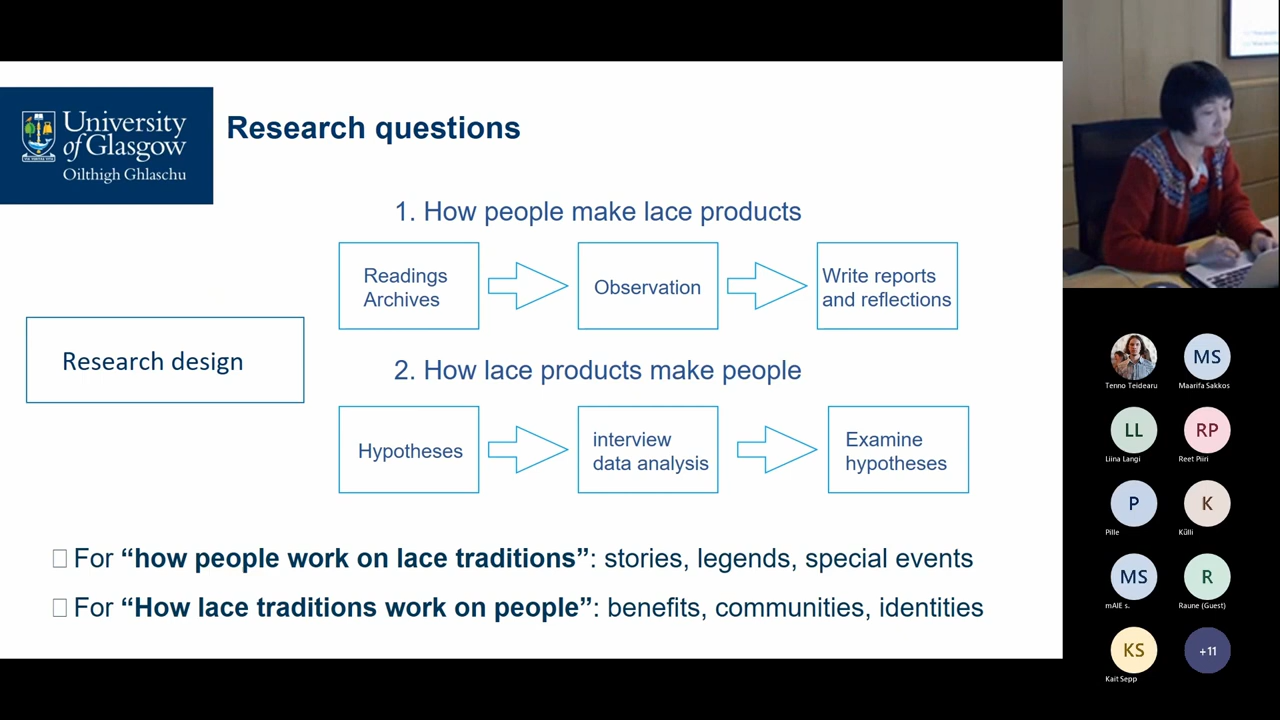 University
of Glasgow
Oilthigh Ghlaschu
Research questions
1. How people make lace products
Readings
Archives
Observation
Write reports
and reflections
Research design
2. How lace products make people
Hypotheses
interview
data analysis
Examine
hypotheses
For “how people work on lace traditions”: stories, legends, special events
For “How lace traditions work on people”: benefits, communities, identities
Tenno Teidearu
MS
Maarifa Sakkos
LL
Liina Langi
RP
Reet Piiri
P
Pille
K
Külli
MS
mAIE s.
R
Raune (Guest)
KS
Kait Sepp
+11